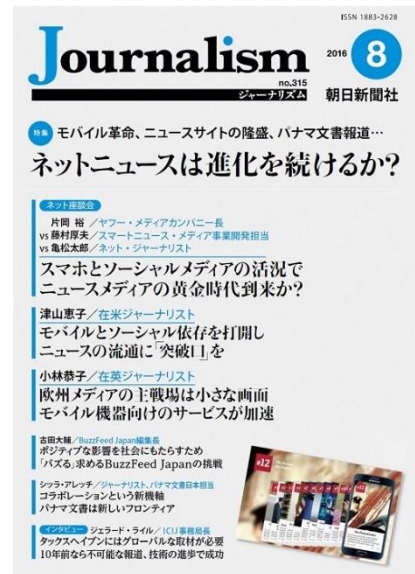 ISSN 1883-2628
Journalism
2016 8
no.315
ジャーナリズム
朝日新聞社
特集 モバイル革命、ニュースサイトの隆盛、パナマ文書報道…
ネットニュースは進化を続けるか?
ネット座談会
片岡 裕/ヤフー・メディアカンパニー長
vs 藤村厚夫/スマートニュース・メディア事業開発担当
vs 亀松太郎/ネット・ジャーナリスト
スマホとソーシャルメディアの活況で
ニュースメディアの黄金時代到来か?
津山恵子/在米ジャーナリスト
モバイルとソーシャル依存を打開し
ニュースの流通に「突破口」を
小林恭子/在英ジャーナリスト
欧州メディアの主戦場は小さな画面
モバイル機器向けのサービスが加速
古田大輔/BuzzFeed Japan編集長
ポジティブな影響を社会にもたらすため
「バズる」求めるBuzzFeed Japanの挑戦
シッラ・アレッチ/ジャーナリスト、パナマ文書日本担当
コラボレーションという新機軸
パナマ文書は新しいフロンティア
インタビュー ジェラード・ライル/ICIJ事務局長
タックスヘイブンにはグローバルな取材が必要
10年前なら不可能な報道、技術の進歩で成功
#12